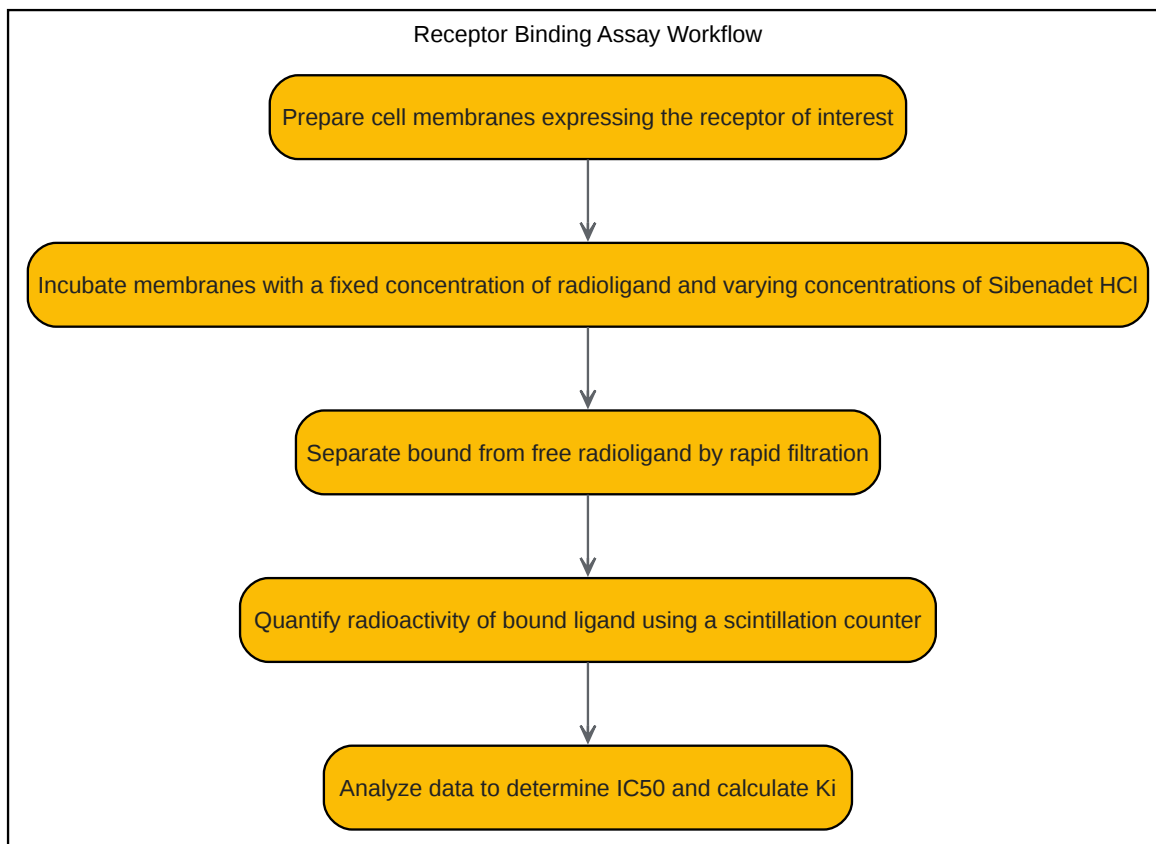 Receptor Binding Assay Workflow
Prepare cell membranes expressing the receptor of interest
Incubate membranes with a fixed concentration of radioligand and varying concentrations of Sibenadet HCl
Separate bound from free radioligand by rapid filtration
Quantify radioactivity of bound ligand using a scintillation counter
Analyze data to determine IC50 and calculate Ki